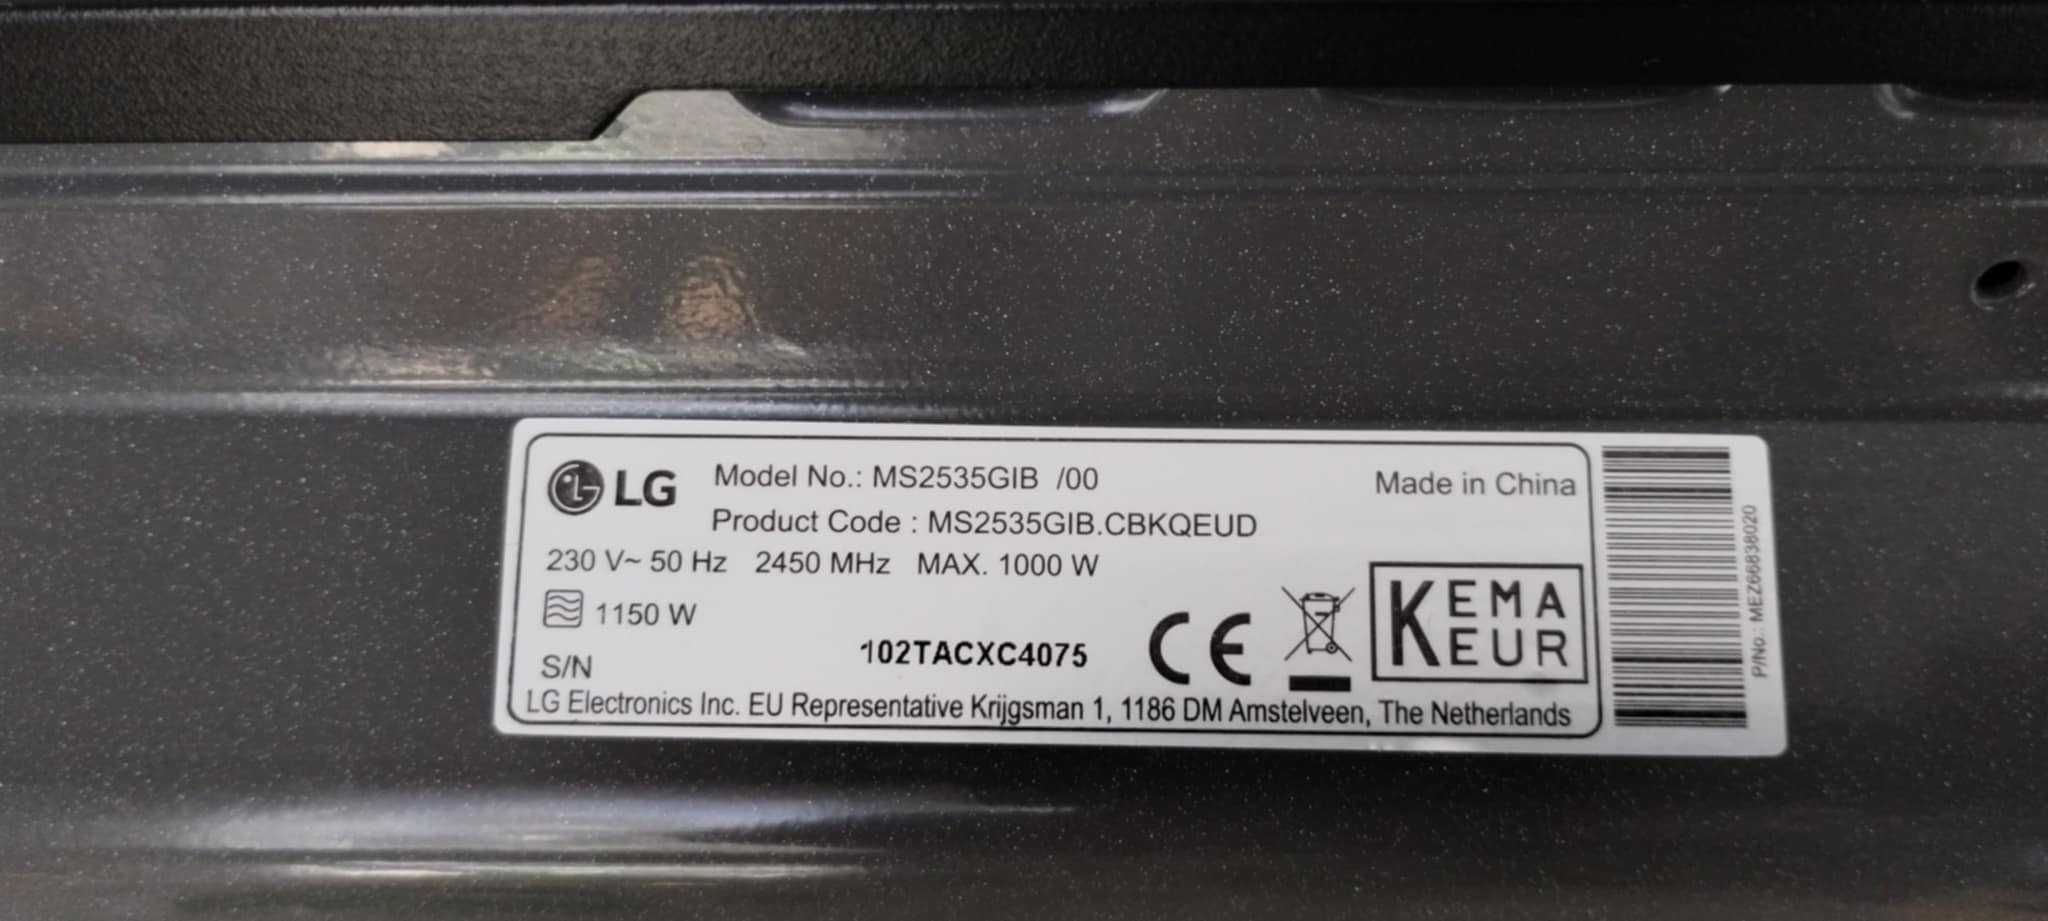 LG
Model No.: MS2535GIB /00
Made in China
Product Code : MS2535GIB.CBKQEUD
230 V~ 50 Hz 2450 MHz MAX. 1000 W
1150 W
S/N 102TACXC4075
CE
KEMA
KEUR
LG Electronics Inc. EU Representative Krijgsman 1, 1186 DM Amstelveen, The Netherlands
P/No.: MEZ66838020